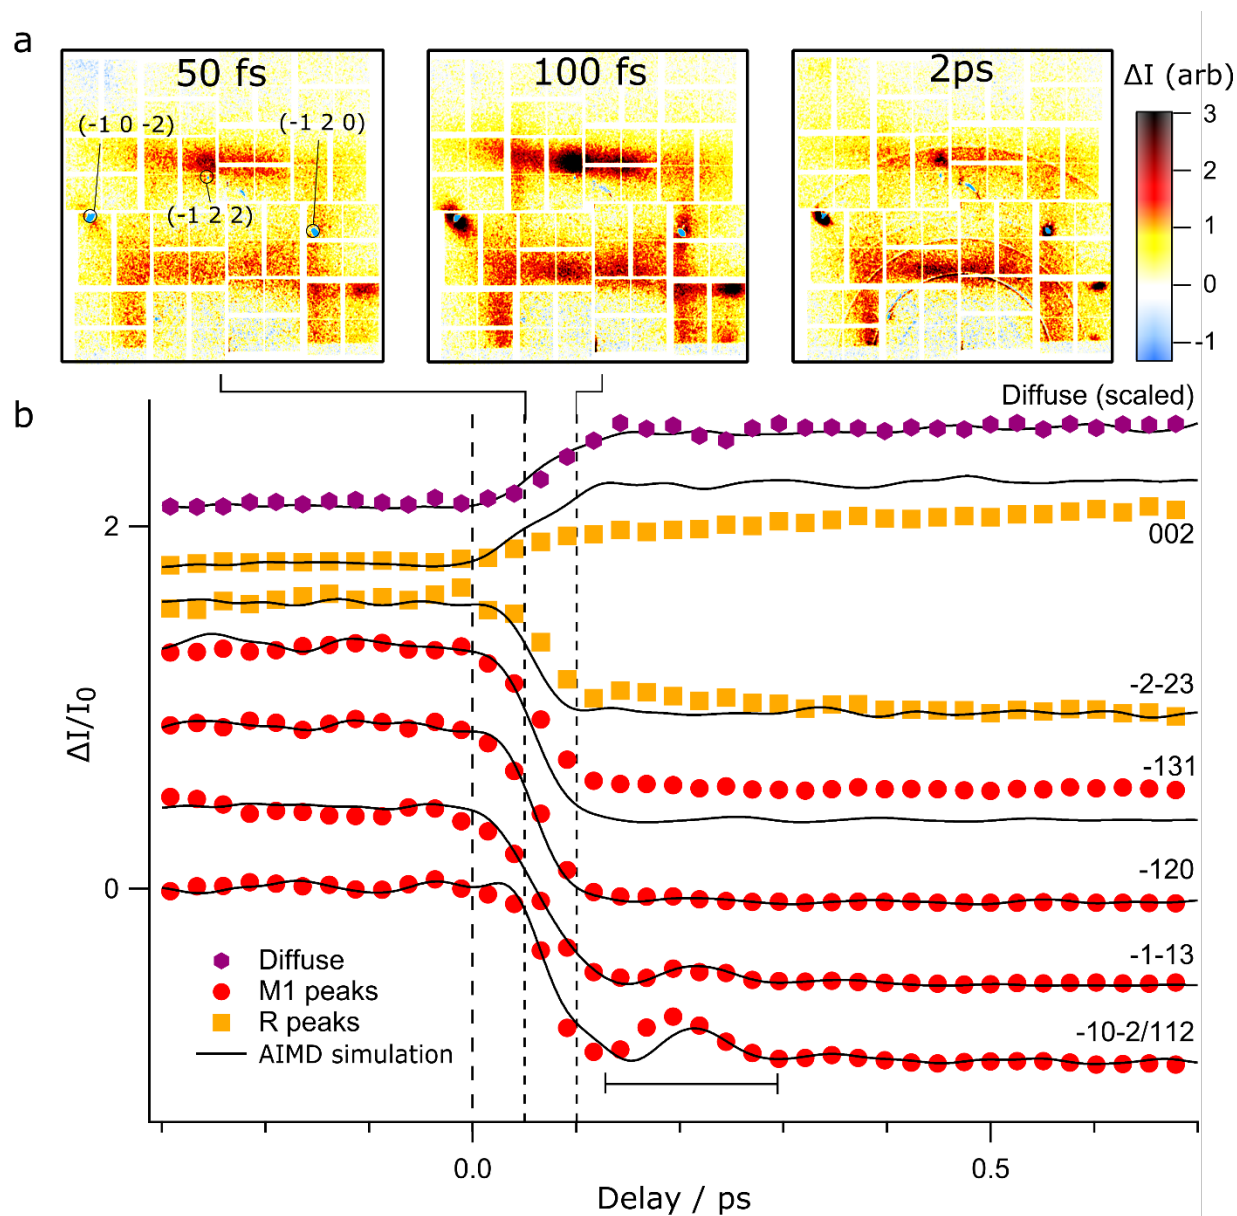 a
50 fs
100 fs
2ps
ΔI (arb)
(-1 0 -2)
(-1 2 0)
(-1 2 2)
3
2
1
0
-1
b
Diffuse (scaled)
2
002
-2-23
-131
-120
0
-1-13
-10-2/112
ΔI/I0
Diffuse
M1 peaks
R peaks
AIMD simulation
0.0
0.5
Delay / ps